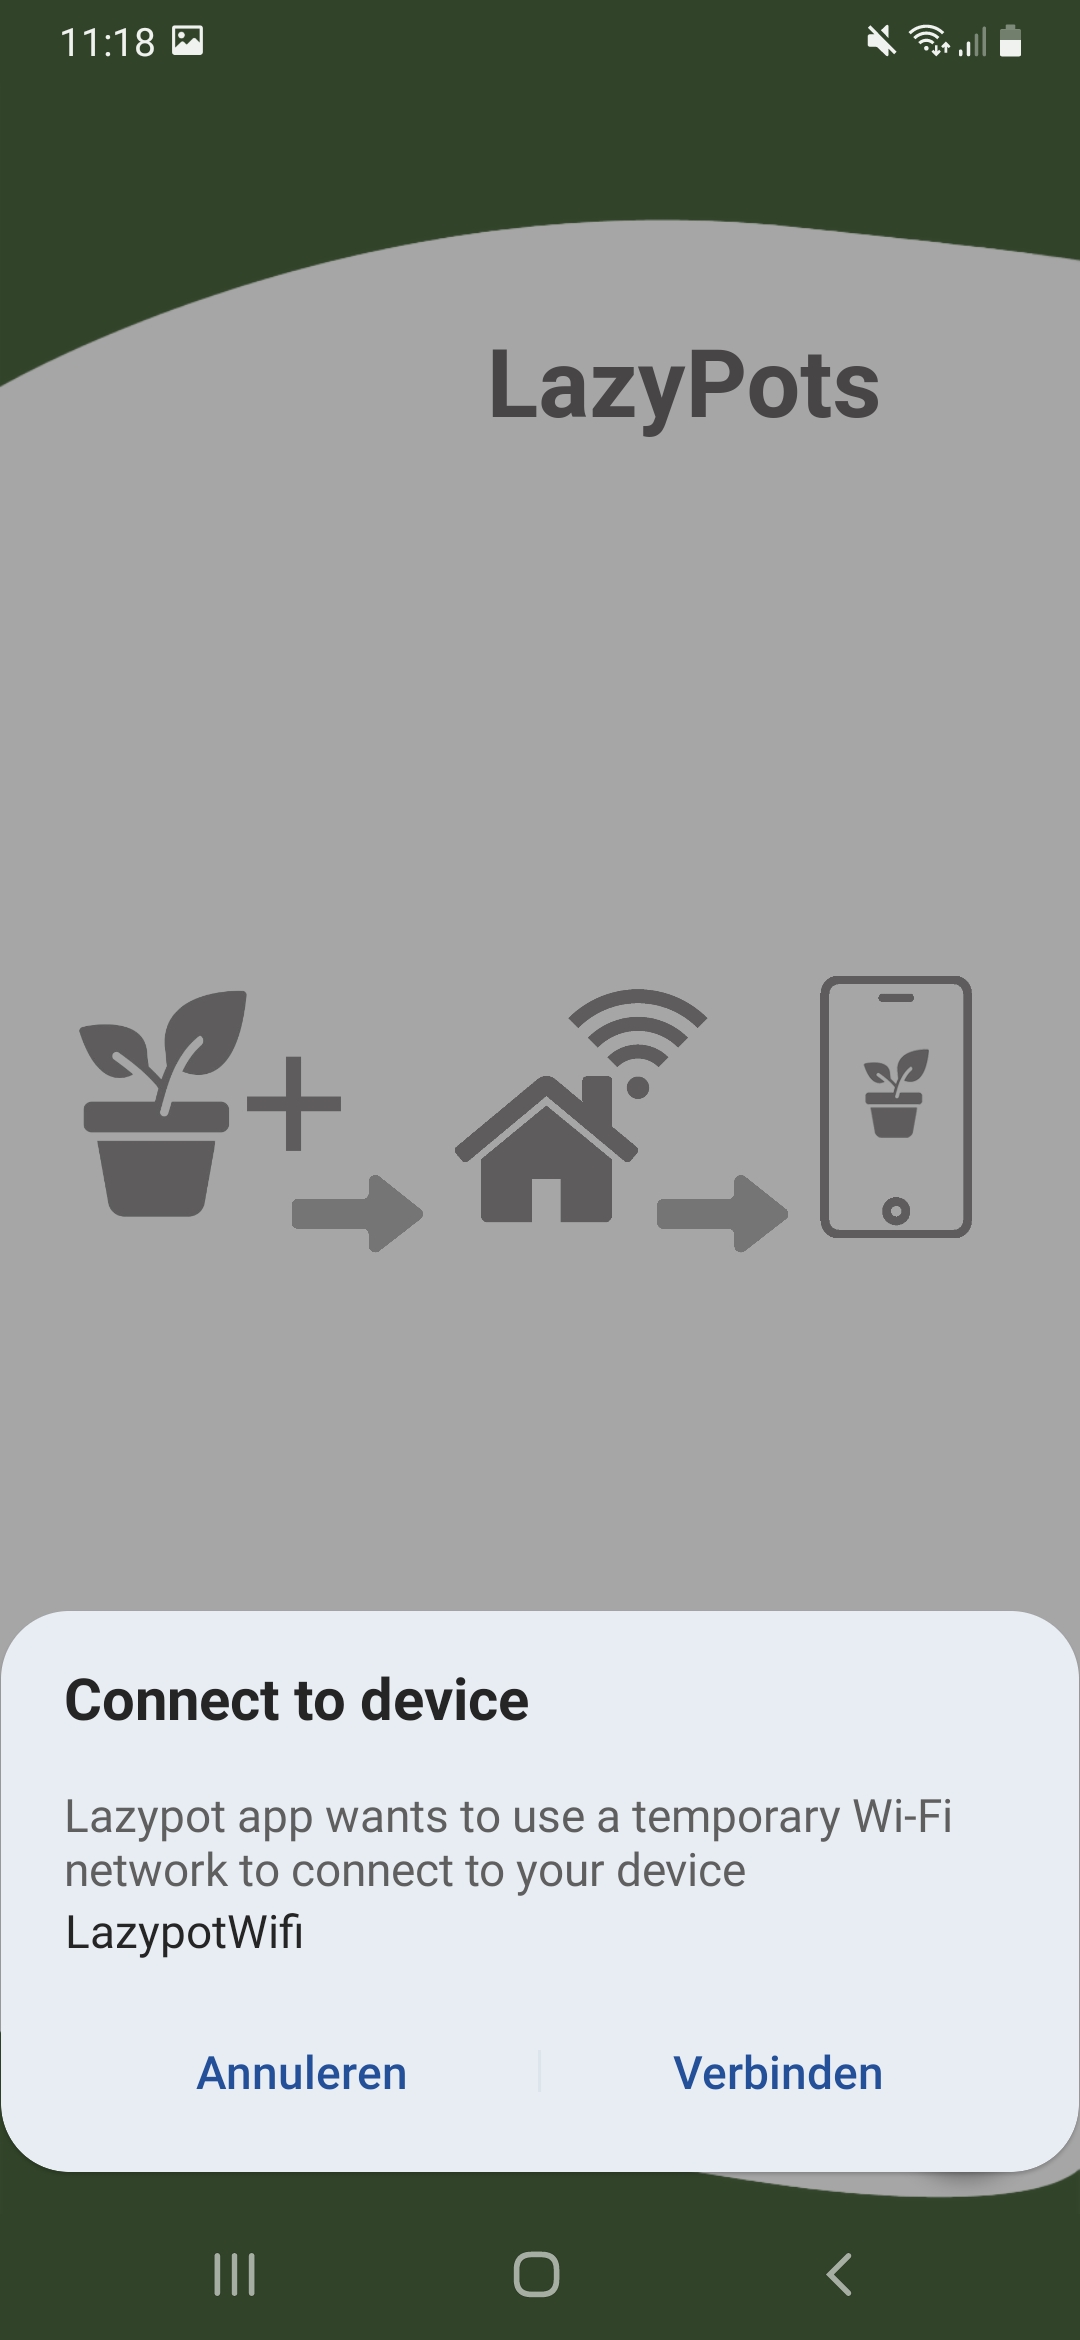 11:18
LazyPots
Connect to device
Lazypot app wants to use a temporary Wi-Fi
network to connect to your device
LazypotWifi
Annuleren
Verbinden